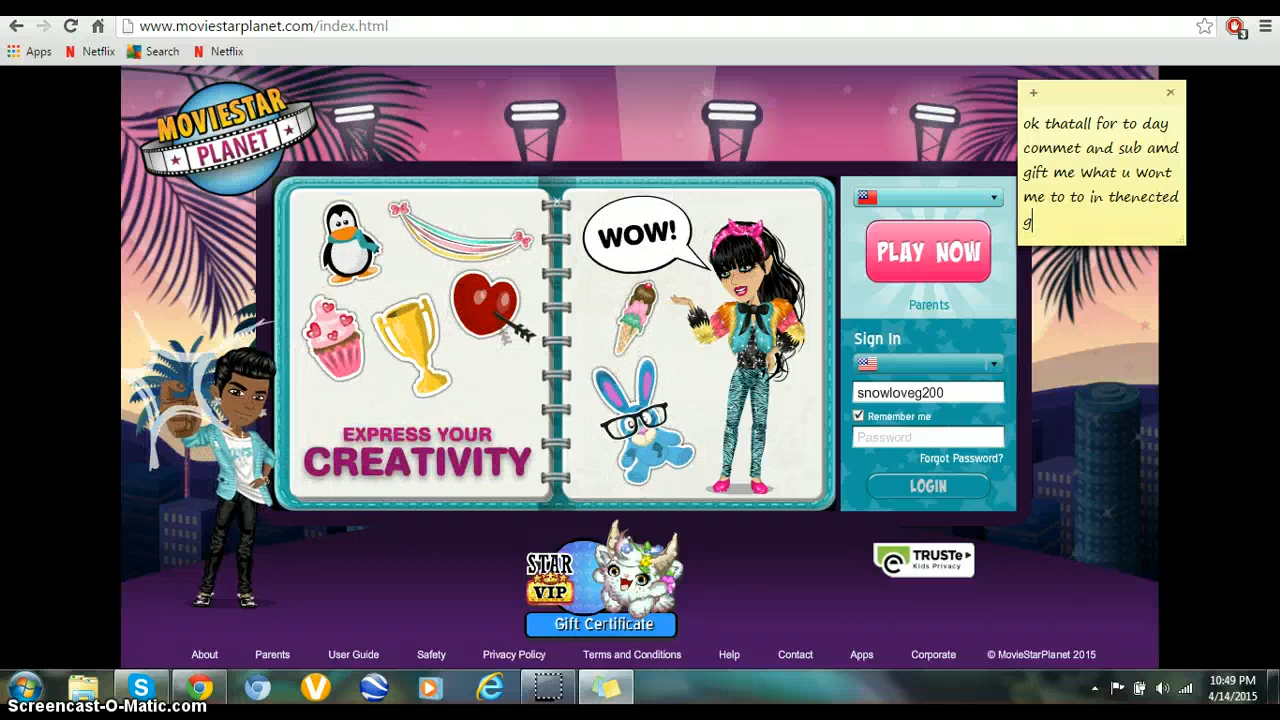 www.moviestarplanet.com/index.html
3
Apps Netflix Search Netflix
MOVIESTAR
PLANET
WOW!
EXPRESS YOUR
CREATIVITY
PLAY NOW
Parents
Sign In
snowloveg200
Remember me
Password
Forgot Password?
LOGIN
ok thatall for to day
commet and sub amd
gift me what u wont
me to to in thenected
g
STAR
VIP
Gift Certificate
TRUSTe
Kids Privacy
About Parents User Guide Safety Privacy Policy Terms and Conditions Help Contact Apps Corporate © MovieStarPlanet 2015
10:49 PM
4/14/2015
Screencast-O-Matic.com